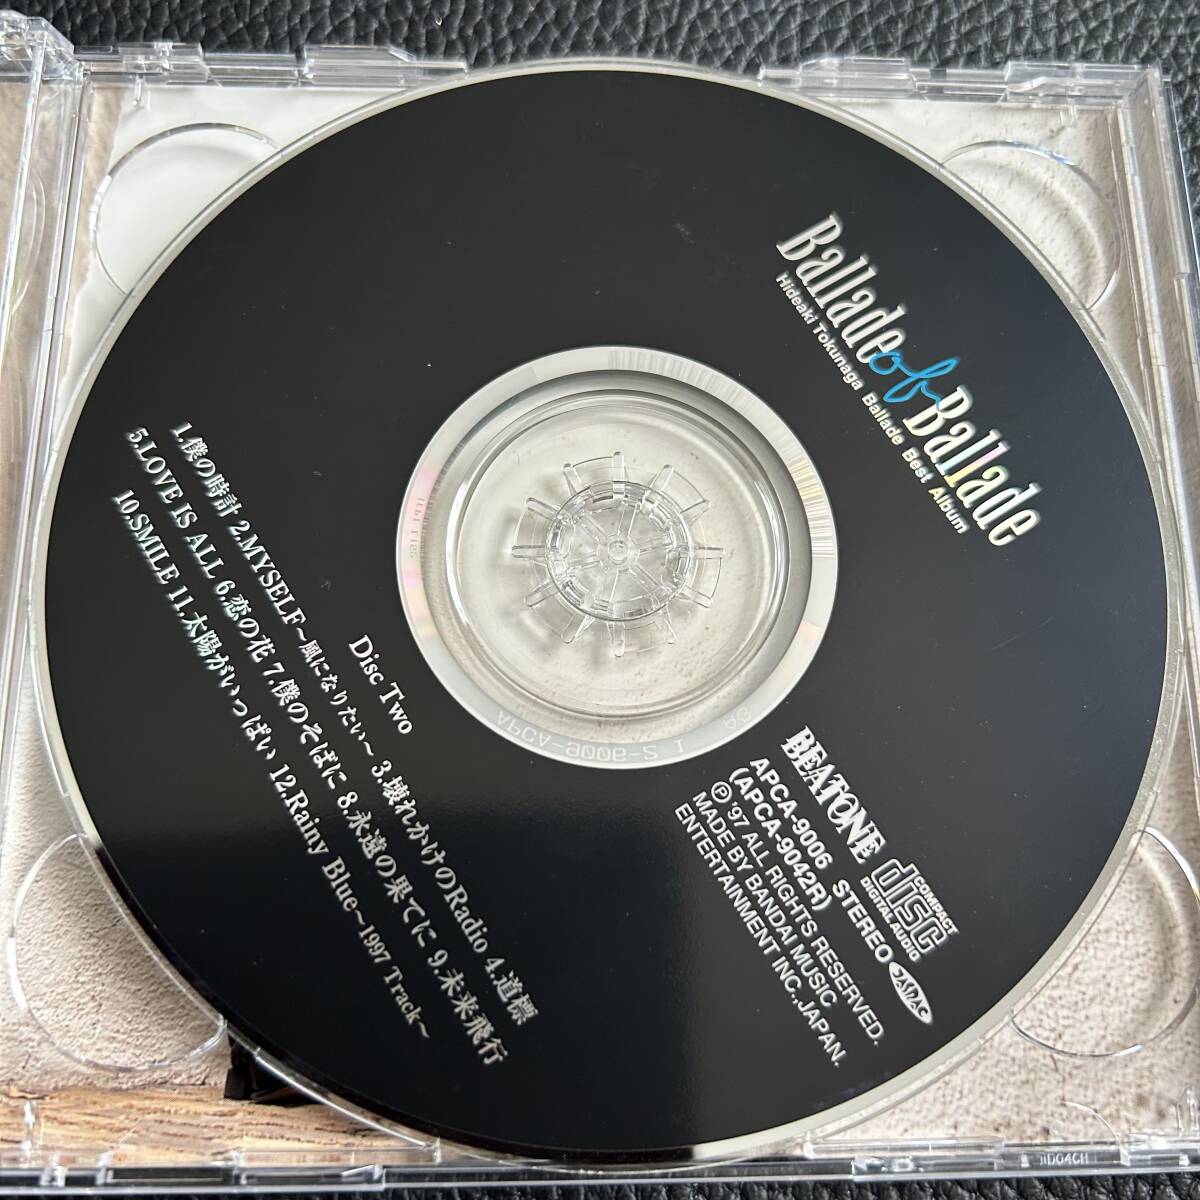 Ballade of Ballade
Hideaki Tokunaga Ballade Best Album
BEATONE
COMPACT
disc
DIGITAL AUDIO
APCA-9006 STEREO
JASRAC
(APCA-9042R)
Ⓟ '97 ALL RIGHTS RESERVED.
MADE BY BANDAI MUSIC
ENTERTAINMENT INC., JAPAN.
Disc Two
1.僕の時計 2.MYSELF〜風になりたい〜 3.壊れかけのRadio 4.道標
5.LOVE IS ALL 6.恋の花 7.僕のそばに 8.永遠の果てに 9.未来飛行
10.SMILE 11.太陽がいっぱい 12.Rainy Blue〜1997 Track〜
APCA-9006-2 1